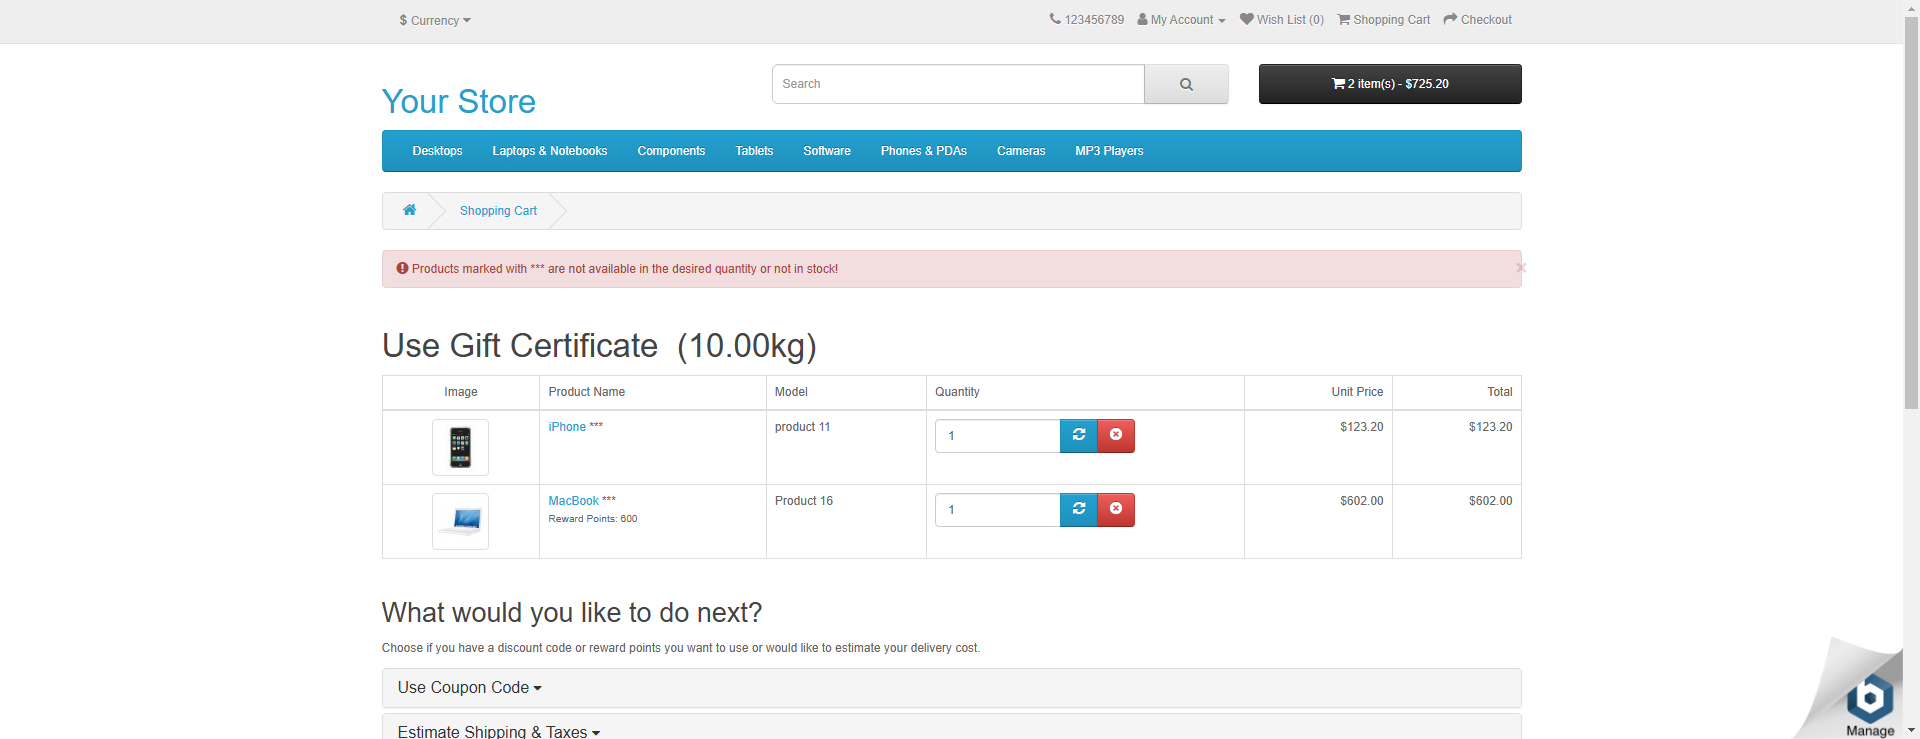 $ Currency
123456789 My Account Wish List (0) Shopping Cart Checkout
Your Store
Search
2 item(s) - $725.20
Desktops Laptops & Notebooks Components Tablets Software Phones & PDAs Cameras MP3 Players
Shopping Cart
Products marked with *** are not available in the desired quantity or not in stock!
×
Use Gift Certificate (10.00kg)
Image Product Name Model Quantity Unit Price Total
iPhone *** product 11 1 $123.20 $123.20
MacBook *** Product 16 1 $602.00 $602.00
Reward Points: 600
What would you like to do next?
Choose if you have a discount code or reward points you want to use or would like to estimate your delivery cost.
Use Coupon Code
Estimate Shipping & Taxes
Manage